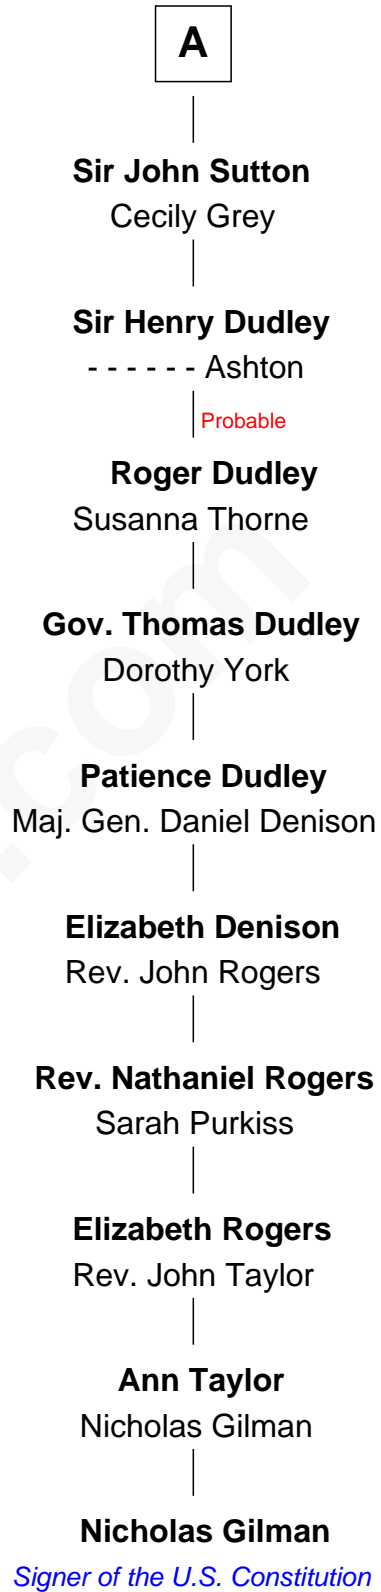 A
Sir John Sutton
Cecily Grey
Sir Henry Dudley
- - - - - - Ashton
Probable
Roger Dudley
Susanna Thorne
Gov. Thomas Dudley
Dorothy York
Patience Dudley
Maj. Gen. Daniel Denison
Elizabeth Denison
Rev. John Rogers
Rev. Nathaniel Rogers
Sarah Purkiss
Elizabeth Rogers
Rev. John Taylor
Ann Taylor
Nicholas Gilman
Nicholas Gilman
Signer of the U.S. Constitution
.com